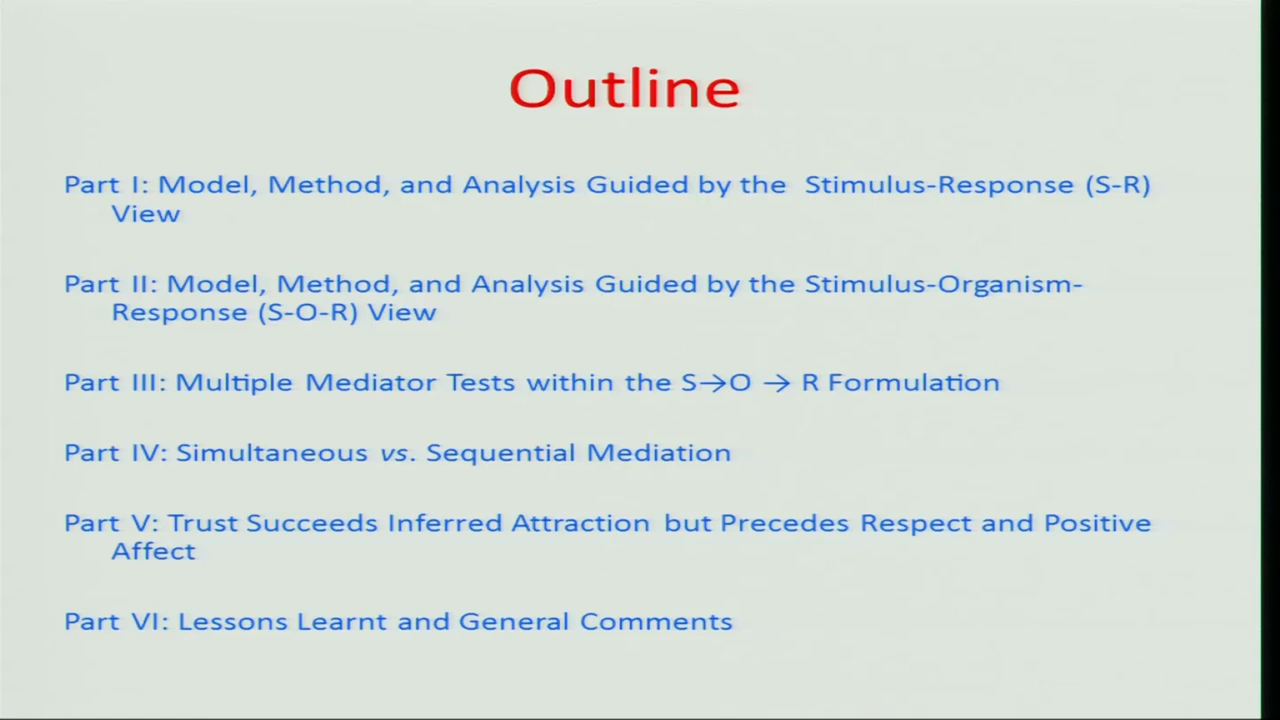 Outline
Part I: Model, Method, and Analysis Guided by the Stimulus-Response (S-R)
View
Part II: Model, Method, and Analysis Guided by the Stimulus-Organism-
Response (S-O-R) View
Part III: Multiple Mediator Tests within the S→O → R Formulation
Part IV: Simultaneous vs. Sequential Mediation
Part V: Trust Succeeds Inferred Attraction but Precedes Respect and Positive
Affect
Part VI: Lessons Learnt and General Comments